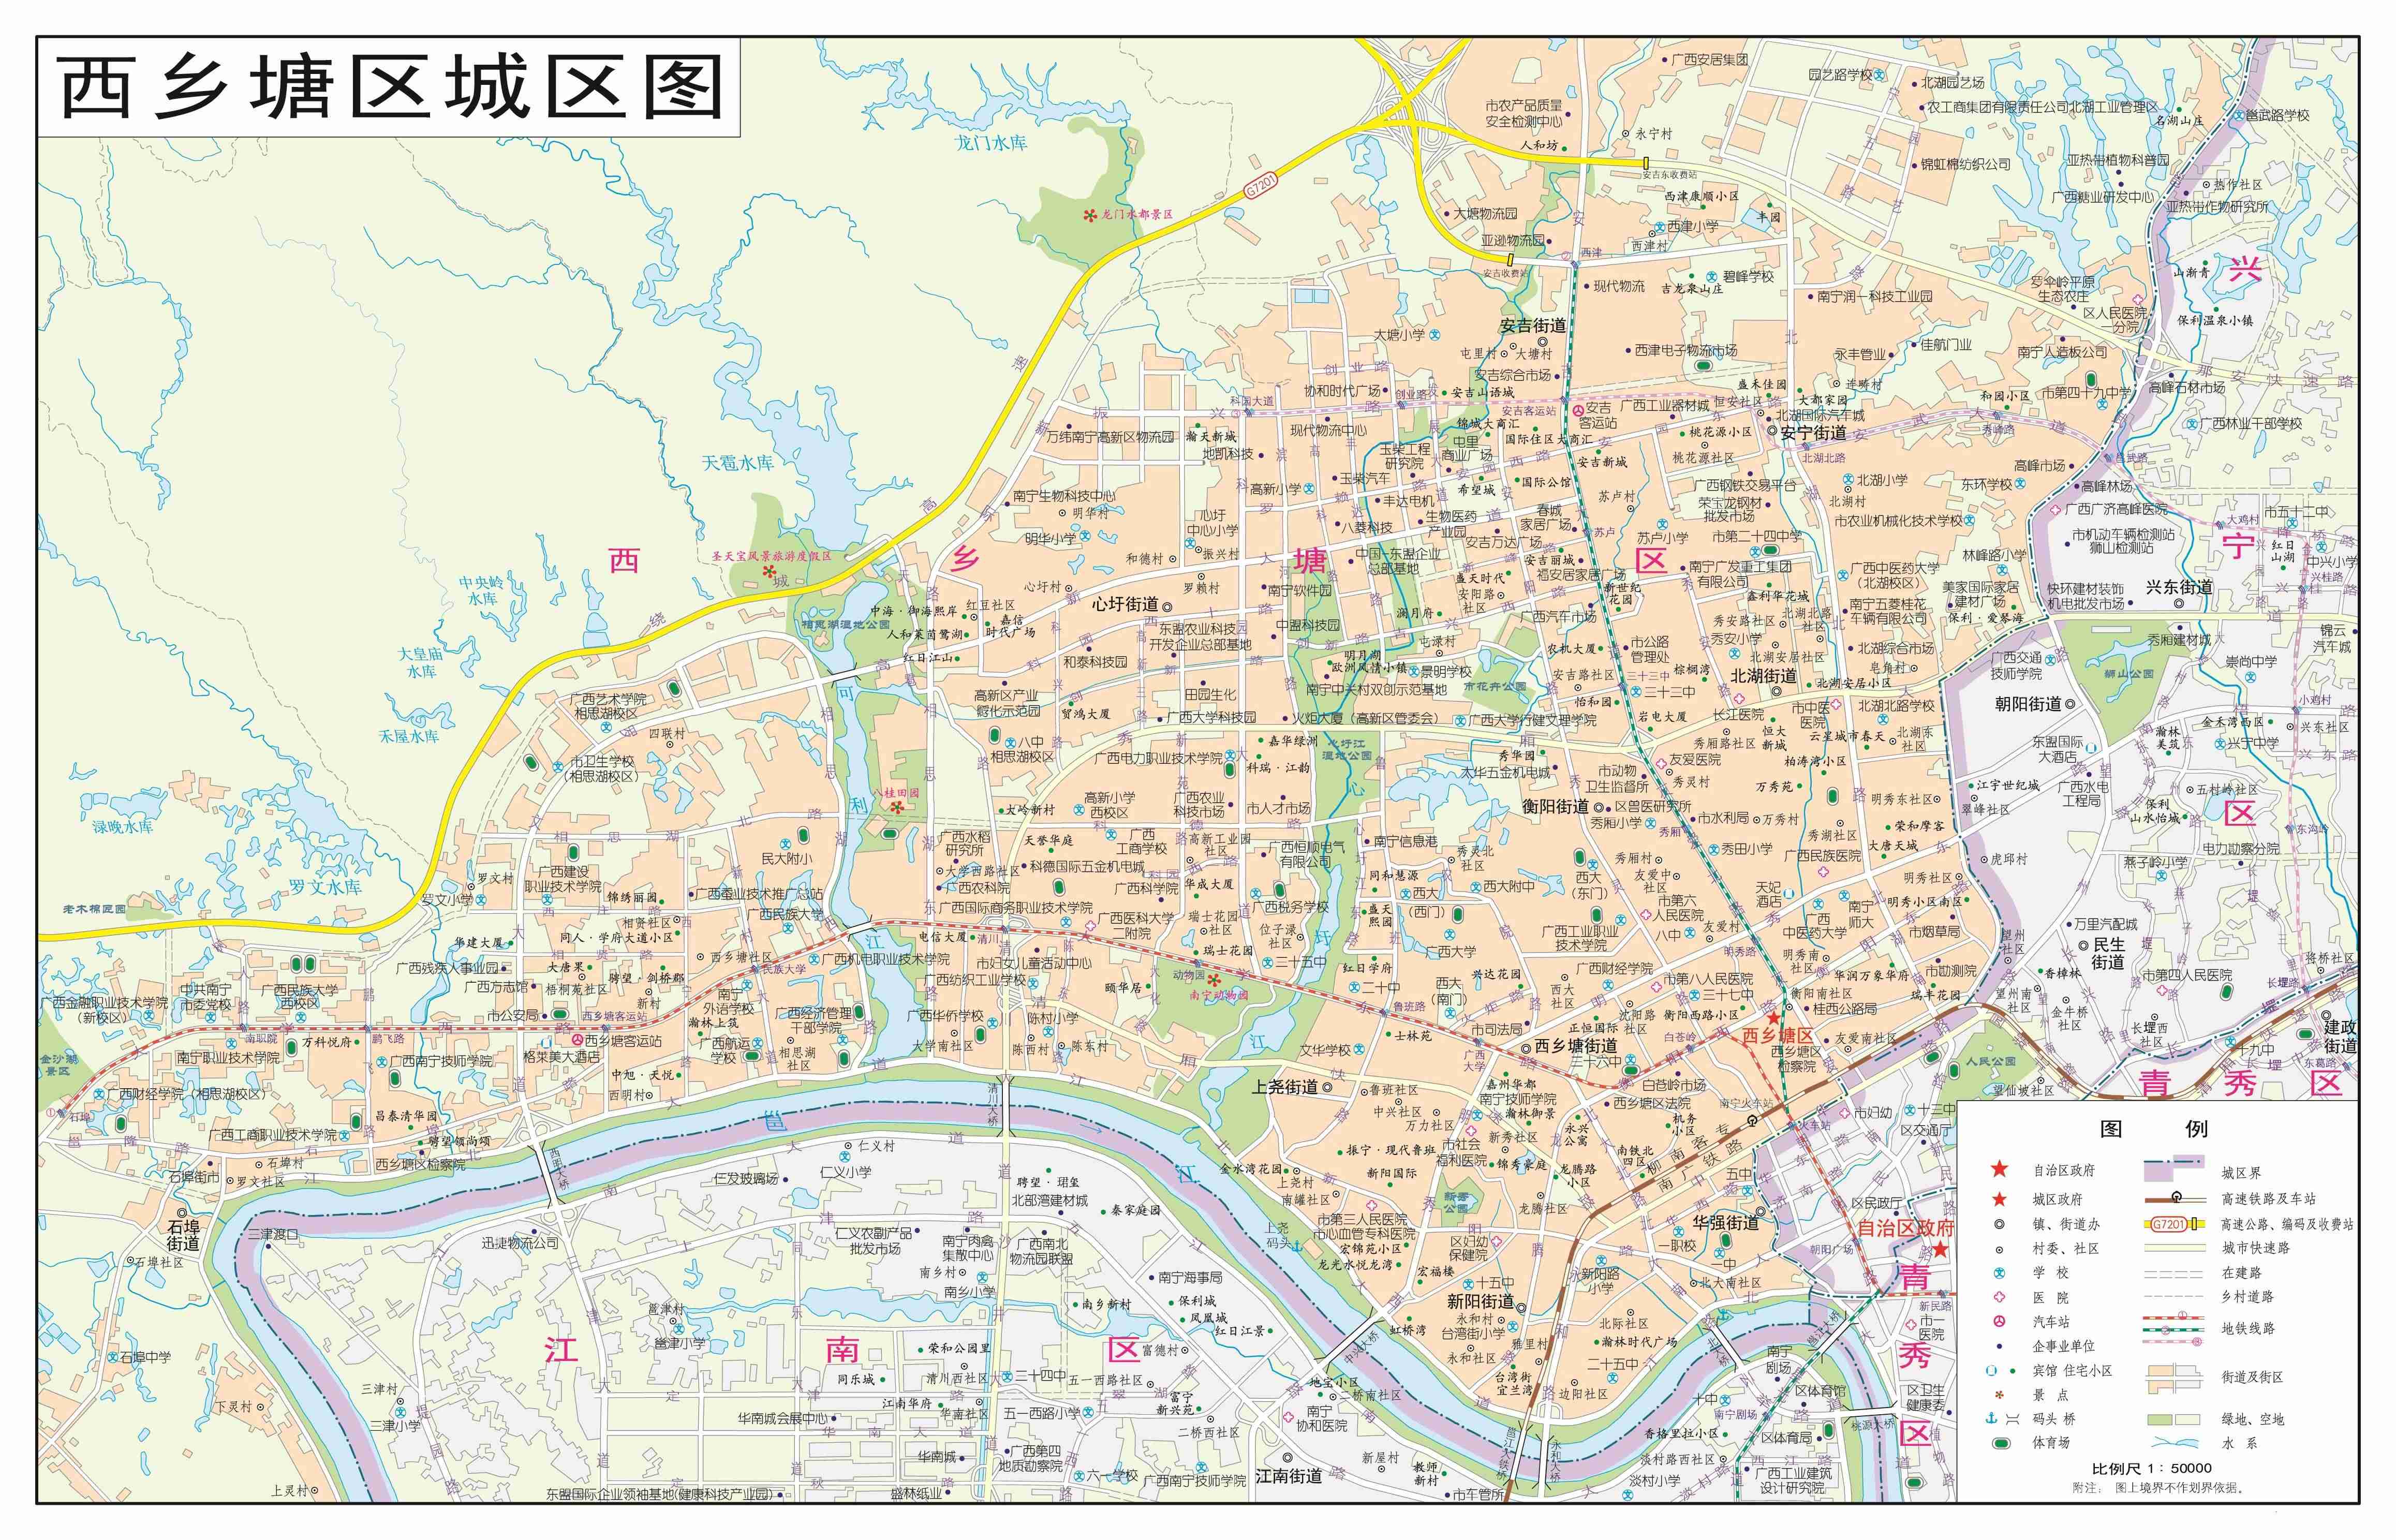 西乡塘区城区图
龙门水库
龙门水都景区
G7201
天雹水库
圣天宝风景旅游度假区
中央岭
水库
大皇庙
水库
禾屋水库
渌晚水库
罗文水库
老木棉匠园
相思湖湿地公园
西
乡
塘
区
广西安居集团
园艺路学校
北湖园艺场
农工商集团有限责任公司北湖工业管理区
名湖山庄
邕武路学校
市农产品质量
安全检测中心
永宁村
人和坊
安吉东收费站
锦虹棉纺织公司
亚热带植物科普园
热作社区
广西糖业研发中心
亚热带作物研究所
西津康顺小区
丰园
大塘物流园
西津小学
亚逊物流园
西津村
西津
安吉收费站
现代物流
吉龙泉山庄
碧峰学校
山渐青
罗伞岭平原
生态农庄
区人民医院
一分院
保利温泉小镇
南宁润一科技工业园
安吉街道
大塘小学
屯里村
大塘村
西津电子物流市场
永丰管业
佳航门业
南宁人造板公司
安吉综合市场
协和时代广场
安吉山语城
盛禾佳园
连畴村
大都家园
和园小区
市第四十九中学
高峰石材市场
科园大道
创业路
安吉客运站
安吉
客运站
广西工业器材城
恒安社区
北湖国际汽车城
安宁街道
秀峰路
广西林业干部学校
万纬南宁高新区物流园
瀚天新城
地凯科技
现代物流中心
锦城大商汇
国际住区大商汇
玉柴工程
研究院
屯里
商业广场
安吉新城
桃花源小区
桃花源社区
北湖北路
高峰市场
高峰林场
高新小学
玉柴汽车
丰达电机
希望城
国际公馆
苏卢村
广西钢铁交易平台
荣宝龙钢材
批发市场
北湖小学
北湖村
东环学校
广西广济高峰医院
市五十二中
大鸡村
南宁生物科技中心
明华村
明华小学
心圩
中心小学
和德村
振兴村
八菱科技
生物医药
产业园
春城
家居广场
安吉万达广场
苏卢
苏卢小学
市第二十四中学
市农业机械化技术学校
市机动车辆检测站
狮山检测站
红日
山湖
中兴小学
兴桂路
中国-东盟企业
总部基地
安吉丽城
福安居家居广场
盛天时代
安阳路
社区
新世纪
花园
南宁广发重工集团
有限公司
鑫利华花城
广西中医药大学
(北湖校区)
林峰路小学
美家国际家居
建材广场
快环建材装饰
机电批发市场
兴东街道
心圩村
罗赖村
心圩街道
南宁软件园
澜月府
广西汽车市场
秀安路社区
北湖北路
社区
南宁五菱桂花
车辆有限公司
保利·爱琴海
中海·御海熙岸
红豆社区
嘉信
时代广场
人和莱茵鹭湖
红日江山
东盟农业科技园
开发企业总部基地
中盟科技园
和泰科技园
明月湖
欧洲风情小镇
屯渌村
景明学校
农机大厦
市公路
管理处
秀安小学
北湖安居社区
北湖综合市场
皂角村
秀厢建材城
锦云
汽车城
广西交通
技师学院
狮山公园
崇尚中学
高新区产业
孵化示范园
田园生化
贸鸿大厦
南宁中关村双创示范基地
市花卉公园
安吉路社区
三十三中
棕榈湾
北湖街道
北湖安居小区
朝阳街道
小鸡村
广西艺术学院
相思湖校区
四联村
市卫生学校
(相思湖校区)
八中
相思湖校区
广西大学科技园
火炬大厦(高新区管委会)
广西大学行健文理学院
怡和园
岩电大厦
长江医院
市中医
医院
北湖北路学校
金禾湾西区
兴东社区
广西电力职业技术学院
嘉华绿洲
科瑞·江韵
心圩江
湿地公园
秀华园
太华五金机电城
市动物
卫生监督所
友爱医院
秀灵村
秀厢路社区
恒大
新城
云星城市春天
北湖东
社区
东盟国际
大酒店
瀚林
美筑
兴宁中学
柏涛湾小区
万秀苑
明秀东社区
江宇世纪城
翠峰社区
广西水电
工程局
五村岭社区
保利
山水怡城
八桂田园
大岭新村
高新小学
西校区
广西农业
科技市场
市人才市场
衡阳街道
区兽医研究所
秀厢小学
市水利局
万秀村
秀湖社区
荣和摩客
东沟岭
广西水稻
研究所
天誉华庭
广西
工商学校
高新工业园
社区
广西恒顺电气
有限公司
南宁信息港
秀灵北
社区
秀厢
秀田小学
广西民族医院
大唐天城
虎邱村
燕子岭小学
电力勘察分院
民大附小
大学西路社区
广西农科院
科德国际五金机电城
广西科学院
华成大厦
同和慧源
西大
(西门)
西大附中
西大
(东门)
秀厢村
友爱中
社区
天妃
酒店
明秀社区
明秀小区南区
罗文村
罗文小学
广西建设
职业技术学院
锦绣丽园
广西蚕业技术推广总站
广西国际商务职业技术学院
广西税务学校
盛天
熙园
市第六
人民医院
广西
中医药大学
南宁
师大
市烟草局
万里汽配城
民生
街道
广西民族大学
相贤社区
同人·学府大道小区
华建大厦
电信大厦
清川
广西医科大学
二附院
瑞士花园
社区
位子渌
社区
广西大学
广西工业职业
技术学院
八中
友爱村
明秀路
明秀南
社区
望州
社区
香樟林
市第四人民医院
将桥社区
长堽路
广西残疾人事业园
大唐果
骋望·剑桥郡
西乡塘社区
民族大学
广西机电职业技术学院
市妇女儿童活动中心
瑞士花园
动物园
南宁动物园
三十五中
红日学府
二十中
兴达花园
广西财经学院
市第八人民医院
三十七中
华润万象华府
市勘测院
瑞丰花园
广西方志馆
梧桐苑社区
新村
广西纺织工业学校
颐华居
西大
(南门)
西大
社区
衡阳南社区
桂西公路局
望州南
社区
金牛桥
社区
长堽西
社区
建政
街道
广西金融职业技术学院
(新校区)
中共南宁
市委党校
广西民族大学
西校区
市公安局
西乡塘客运站
南宁
外语学校
瀚林上筑
广西经济管理
干部学院
广西华侨学校
陈村小学
鲁班路
市司法局
正恒国际
沈阳路
社区
衡阳西路小区
西乡塘区
友爱南社区
十九中
南职院
万科悦府
鹏飞路
南宁职业技术学院
广西南宁技师学院
格莱美大酒店
广西航运
学校
相思湖
社区
大学南社区
陈西村
陈东村
文华学校
士林苑
广西
大学
西乡塘街道
三十六中
白苍岭
西乡塘区
检察院
人民公园
东葛路
金沙湖
景区
广西财经学院(相思湖校区)
中旭·天悦
西明村
上尧街道
鲁班社区
嘉州华都
南宁技师学院
白苍岭市场
西乡塘区法院
望仙坡社区
石埠
昌泰清华园
骋望领尚颂
清川大桥
中兴社区
万力社区
瀚林御景
机务
小区
南宁火车站
火车站
市妇幼
十三中
区交通厅
广西工商职业技术学院
西乡塘区检察院
石埠村
石埠街市
罗文社区
仁义村
仁义小学
仨发玻璃场
振宁·现代鲁班
市社会
福利医院
新秀社区
锦秀豪庭
永兴
公寓
南铁北
四区
柳南客专
南广铁路
五中
区民政厅
石埠
街道
三津渡口
迅捷物流公司
骋望·珺玺
北部湾建材城
金水湾花园
上尧村
南罐社区
新阳国际
龙腾路
小区
新秀
公园
龙腾社区
华强街道
自治区政府
石埠社区
仁义农副产品
批发市场
南宁肉禽
集散中心
广西南北
物流园联盟
秦家庭园
上尧
码头
市第三人民医院
市心血管专科医院
宏锦苑小区
龙光水悦龙湾
区妇幼
保健院
宏福楼
一职校
一中
朝阳广场
南乡村
南乡小学
南宁海事局
十五中
新阳路
小学
北大南社区
新民路
邕津村
邕津小学
南乡新村
保利城
凤凰城
红日江景
新阳街道
永和村
台湾街小学
虹桥湾
北际社区
瀚林时代广场
市一
医院
石埠中学
江
南
区
荣和公园里
富德村
中兴大桥
永和社区
雅里村
二十五中
南宁
剧场
同乐城
清川西社区
三十四中
五一西路社区
地宝小区
二桥南社区
台湾街
宜兰湾
边阳社区
区体育馆
区卫生
健康委
三津村
三津小学
下灵村
江南华府
华南社区
五一西路小学
富宁
新兴苑
南宁
协和医院
十中
南宁剧场
桃源大桥
华南城会展中心
二桥西社区
香格里拉小区
区体育局
华南城
广西第四
地质勘察院
六一学校
广西南宁技师学院
江南街道
新屋村
教师
新村
淡村路西社区
淡村小学
广西工业建筑
设计研究院
上灵村
东盟国际企业领袖基地(健康科技产业园)
盛林纸业
市车管所
兴
宁
区
青秀区
青
秀
区
图 例
自治区政府
城区界
城区政府
高速铁路及车站
镇、街道办
G7201
高速公路、编码及收费站
村委、社区
城市快速路
学 校
在建路
医 院
乡村道路
汽车站
地铁线路
企事业单位
宾馆 住宅小区
街道及街区
景 点
码头 桥
绿地、空地
体育场
水 系
比例尺 1：50000
附注： 图上境界不作划界依据。